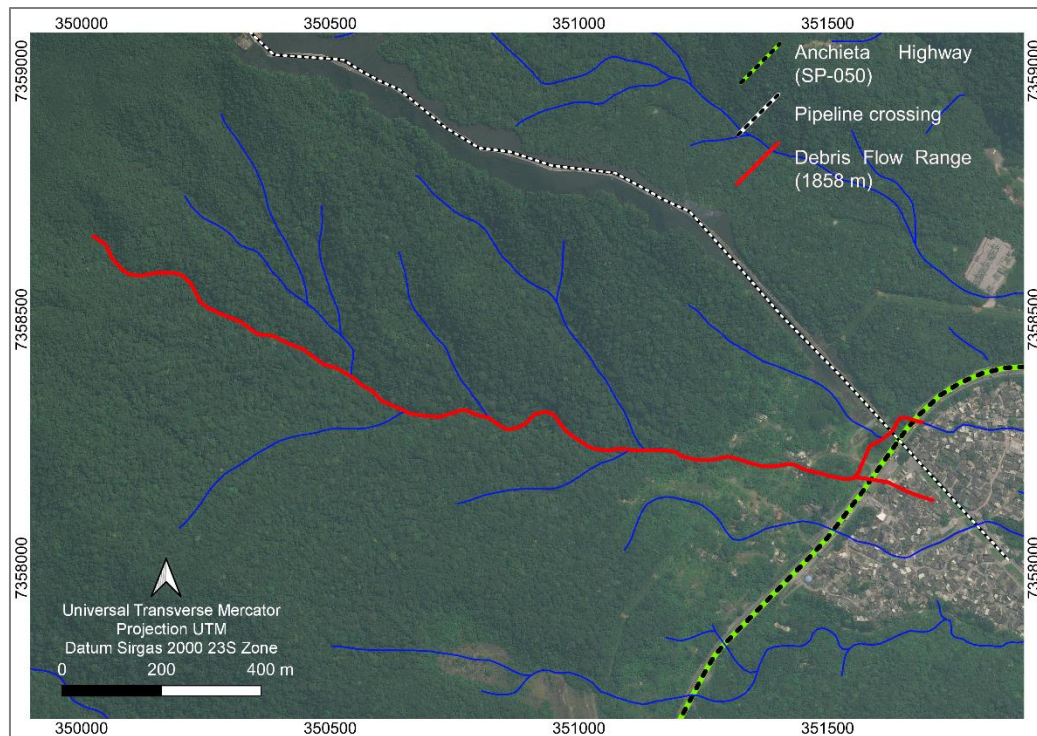 350000 350500 351000 351500
7359000
7359000
Anchieta Highway
(SP-050)
Pipeline crossing
Debris Flow Range
(1858 m)
7358500
7358500
7358000
7358000
Universal Transverse Mercator
Projection UTM
Datum Sirgas 2000 23S Zone
0 200 400 m
350000 350500 351000 351500